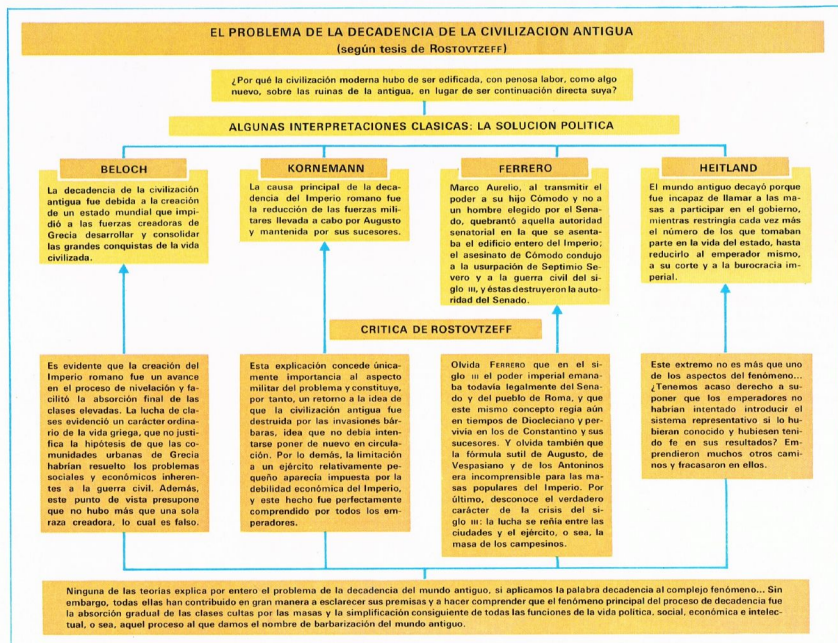 EL PROBLEMA DE LA DECADENCIA DE LA CIVILIZACION ANTIGUA
(según tesis de ROSTOVTZEFF)
¿Por qué la civilización moderna hubo de ser edificada, con penosa labor, como algo
nuevo, sobre las ruinas de la antigua, en lugar de ser continuación directa suya?
ALGUNAS INTERPRETACIONES CLASICAS: LA SOLUCION POLITICA
BELOCH
La decadencia de la civilización
antigua fue debida a la creación
de un estado mundial que impi-
dió a las fuerzas creadoras de
Grecia desarrollar y consolidar
las grandes conquistas de la vida
civilizada.
KORNEMANN
La causa principal de la deca-
dencia del Imperio romano fue
la reducción de las fuerzas mili-
tares llevada a cabo por Augusto
y mantenida por sus sucesores.
FERRERO
Marco Aurelio, al transmitir el
poder a su hijo Cómodo y no a
un hombre elegido por el Sena-
do, quebrantó aquella autoridad
senatorial en la que se asenta-
ba el edificio entero del Imperio;
el asesinato de Cómodo condujo
a la usurpación de Septimio Se-
vero y a la guerra civil del si-
glo III, y éstas destruyeron la auto-
ridad del Senado.
HEITLAND
El mundo antiguo decayó porque
fue incapaz de llamar a las ma-
sas a participar en el gobierno,
mientras restringía cada vez más
el número de los que tomaban
parte en la vida del estado, hasta
reducirlo al emperador mismo,
a su corte y a la burocracia im-
perial.
CRITICA DE ROSTOVTZEFF
Es evidente que la creación del
Imperio romano fue un avance
en el proceso de nivelación y fa-
cilitó la absorción final de las
clases elevadas. La lucha de cla-
ses evidenció un carácter ordina-
rio de la vida griega, que no justi-
fica la hipótesis de que las co-
munidades urbanas de Grecia
habrían resuelto los problemas
sociales y económicos inheren-
tes a la guerra civil. Además,
este punto de vista presupone
que no hubo más que una sola
raza creadora, lo cual es falso.
Esta explicación concede única-
mente importancia al aspecto
militar del problema y constituye,
por tanto, un retorno a la idea de
que la civilización antigua fue
destruida por las invasiones bár-
baras, idea que no debía inten-
tarse poner de nuevo en circula-
ción. Por lo demás, la limitación
a un ejército relativamente pe-
queño aparecía impuesta por la
debilidad económica del Imperio,
y este hecho fue perfectamente
comprendido por todos los em-
peradores.
Olvida FERRERO que en el si-
glo III el poder imperial emana-
ba todavía legalmente del Sena-
do y del pueblo de Roma, y que
este mismo concepto regía aún
en tiempos de Diocleciano y per-
vivía en los de Constantino y sus
sucesores. Y olvida también que
la fórmula sutil de Augusto, de
Vespasiano y de los Antoninos
era incomprensible para las ma-
sas populares del Imperio. Por
último, desconoce el verdadero
carácter de la crisis del si-
glo III: la lucha se reñía entre las
ciudades y el ejército, o sea, la
masa de los campesinos.
Este extremo no es más que uno
de los aspectos del fenómeno...
¿Tenemos acaso derecho a su-
poner que los emperadores no
habrían intentado introducir el
sistema representativo si lo hu-
bieran conocido y hubiesen teni-
do fe en sus resultados? Em-
prendieron muchos otros cami-
nos y fracasaron en ellos.
Ninguna de las teorías explica por entero el problema de la decadencia del mundo antiguo, si aplicamos la palabra decadencia al complejo fenómeno... Sin
embargo, todas ellas han contribuido en gran manera a esclarecer sus premisas y a hacer comprender que el fenómeno principal del proceso de decadencia fue
la absorción gradual de las clases cultas por las masas y la simplificación consiguiente de todas las funciones de la vida política, social, económica e intelec-
tual, o sea, aquel proceso al que damos el nombre de barbarización del mundo antiguo.